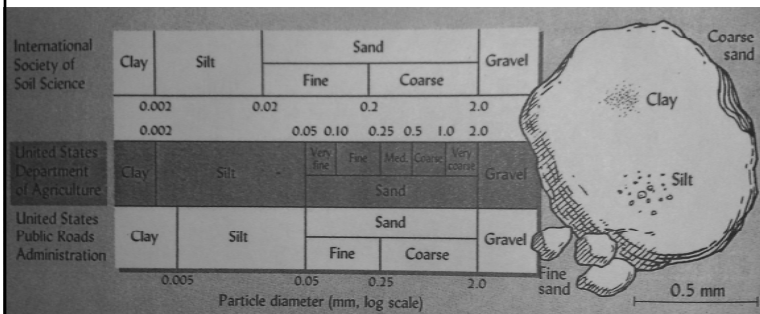 International
Society of
Soil Science
Clay
Silt
Sand
Fine
Coarse
Gravel
0.002
0.02
0.2
2.0
0.002
0.05 0.10 0.25 0.5 1.0 2.0
United States
Department
of Agriculture
Clay
Silt
Very
fine
Fine
Med.
Coarse
Very
coarse
Sand
Gravel
United States
Public Roads
Administration
Clay
Silt
Sand
Fine
Coarse
Gravel
0.005
0.05
0.25
2.0
Particle diameter (mm, log scale)
Coarse
sand
Clay
Silt
Fine
sand
0.5 mm